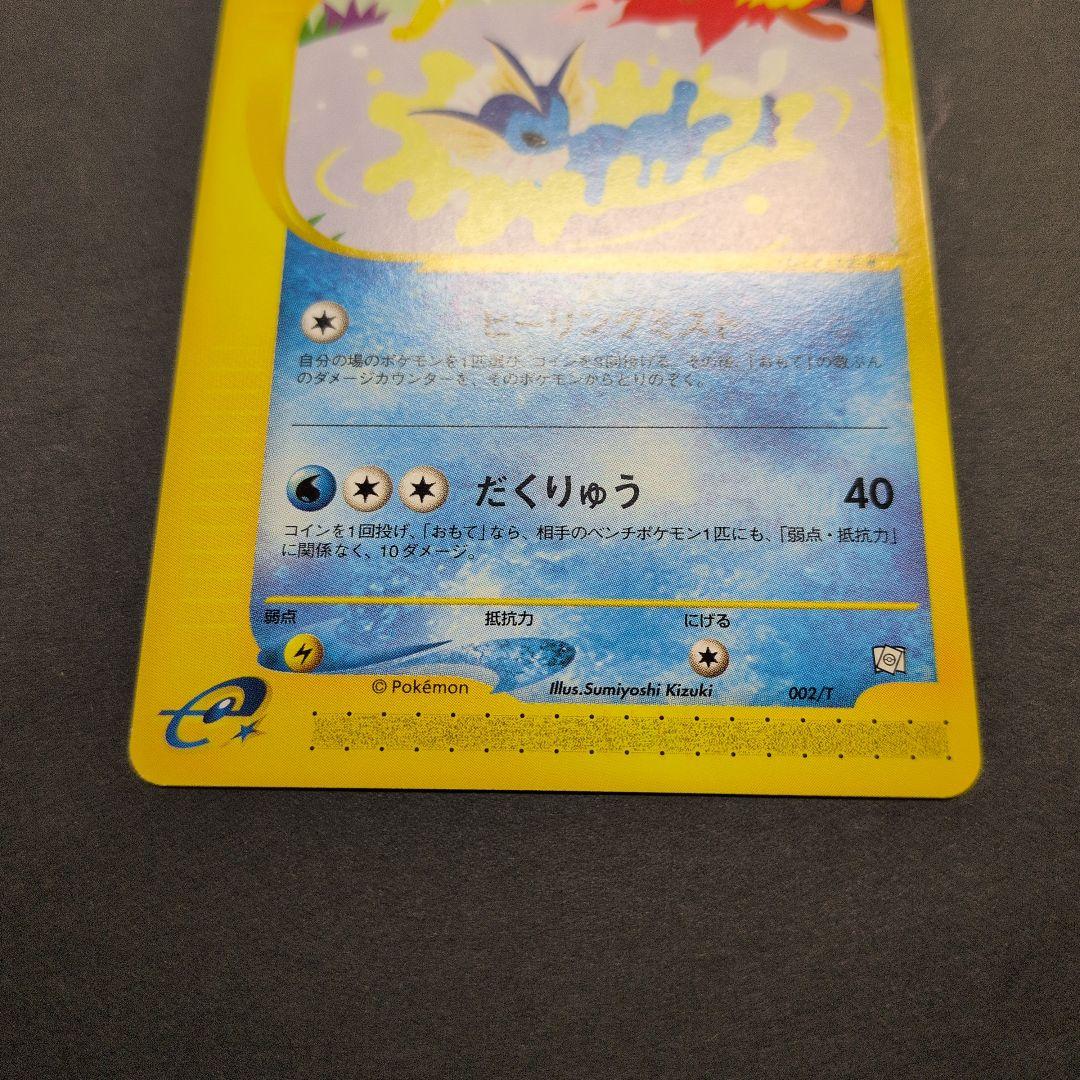 ヒーリングミスト
自分の場のポケモンを1匹選び、コインを3回投げる。その後、「おもて」の数ぶん
のダメージカウンターを、そのポケモンからとりのぞく。
だくりゅう 40
コインを1回投げ、「おもて」なら、相手のベンチポケモン1匹にも、「弱点・抵抗力」
に関係なく、10ダメージ。
弱点 抵抗力 にげる
© Pokémon Illus.Sumiyoshi Kizuki 002/T
e